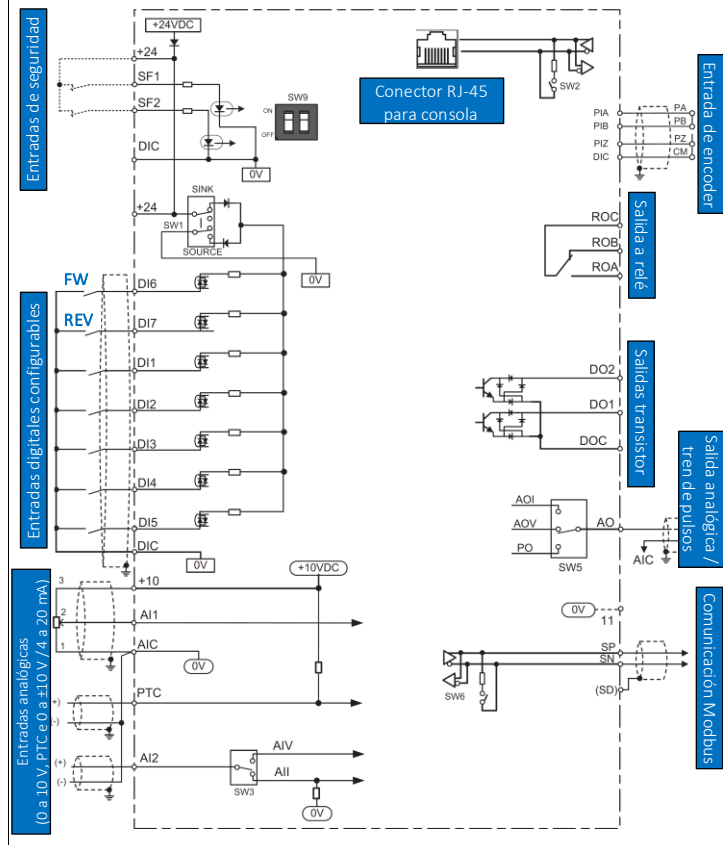 Entradas de seguridad
+24VDC
+24
SF1
SF2
DIC
SW9
ON
OFF
0V
Conector RJ-45
para consola
SW2
Entrada de encoder
PIA
PIB
PIZ
DIC
PA
PB
PZ
CM
+24
SINK
SW1
SOURCE
0V
ROC
ROB
ROA
Salida a relé
Entradas digitales configurables
FW
REV
DI6
DI7
DI1
DI2
DI3
DI4
DI5
DIC
0V
DO2
DO1
DOC
Salidas transistor
AOI
AOV
PO
SW5
AO
AIC
Salida analógica /
tren de pulsos
Entradas analógicas
(0 a 10 V, PTC e 0 a ±10 V / 4 a 20 mA)
3
2
1
+10
+10VDC
AI1
AIC
0V
(+)
(-)
PTC
(+)
(-)
AI2
AIV
AII
SW3
0V
0V
11
SP
SN
(SD)
SW6
Comunicación Modbus